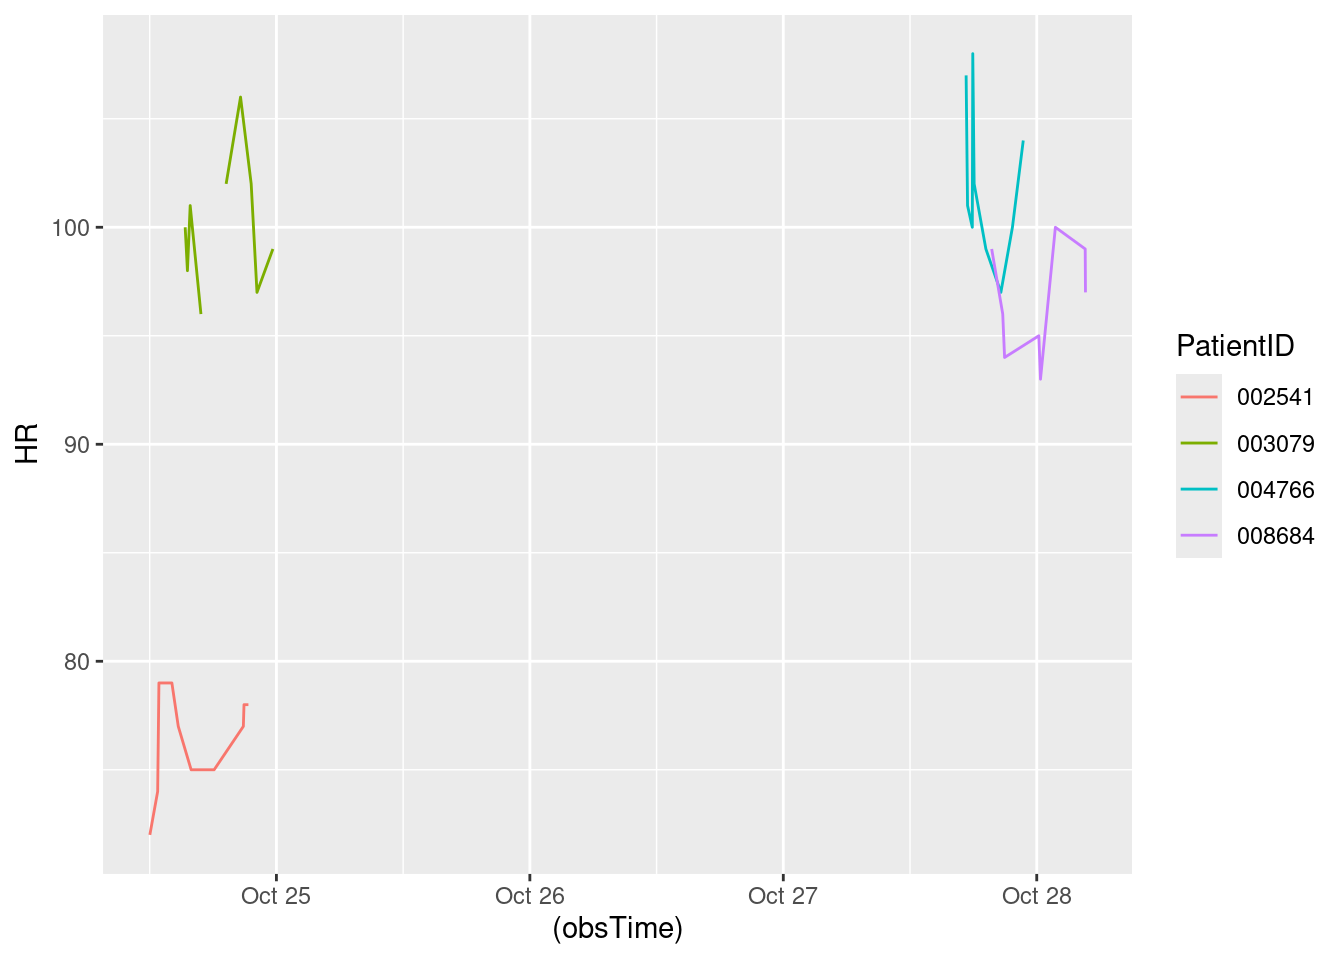 100
90
80
HR
Oct 25
Oct 26
Oct 27
Oct 28
(obsTime)
PatientID
002541
003079
004766
008684